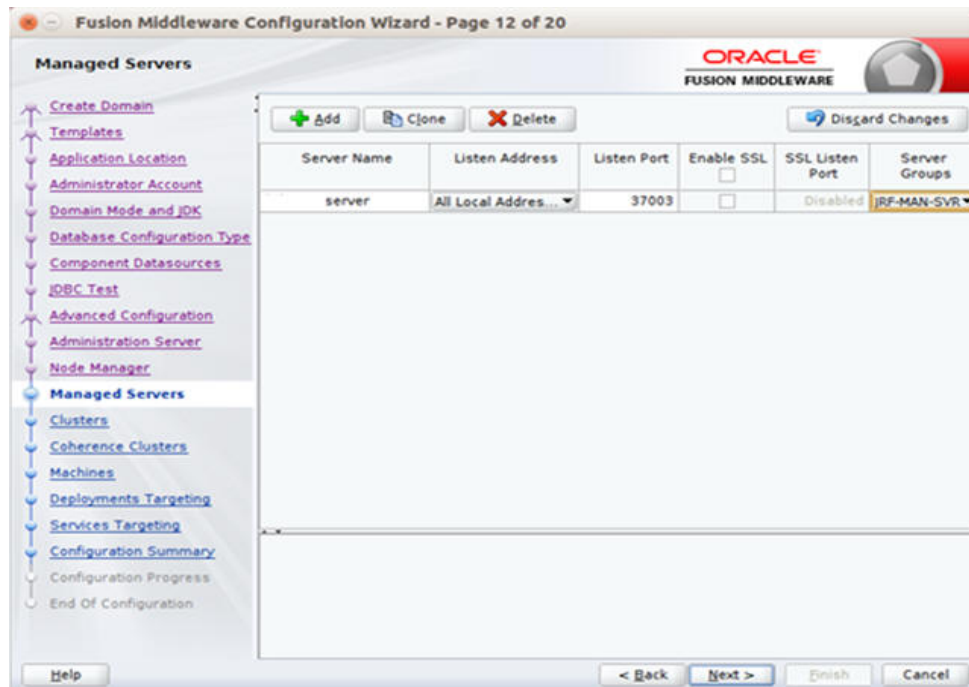 Fusion Middleware Configuration Wizard - Page 12 of 20
Managed Servers
ORACLE
FUSION MIDDLEWARE
Create Domain
Templates
Application Location
Administrator Account
Domain Mode and JDK
Database Configuration Type
Component Datasources
JDBC Test
Advanced Configuration
Administration Server
Node Manager
Managed Servers
Clusters
Coherence Clusters
Machines
Deployments Targeting
Services Targeting
Configuration Summary
Configuration Progress
End Of Configuration
Add Clone Delete Discard Changes
Server Name Listen Address Listen Port Enable SSL SSL Listen Port Server Groups
server All Local Addres... 37003 Disabled JRF-MAN-SVR
Help < Back Next > Finish Cancel